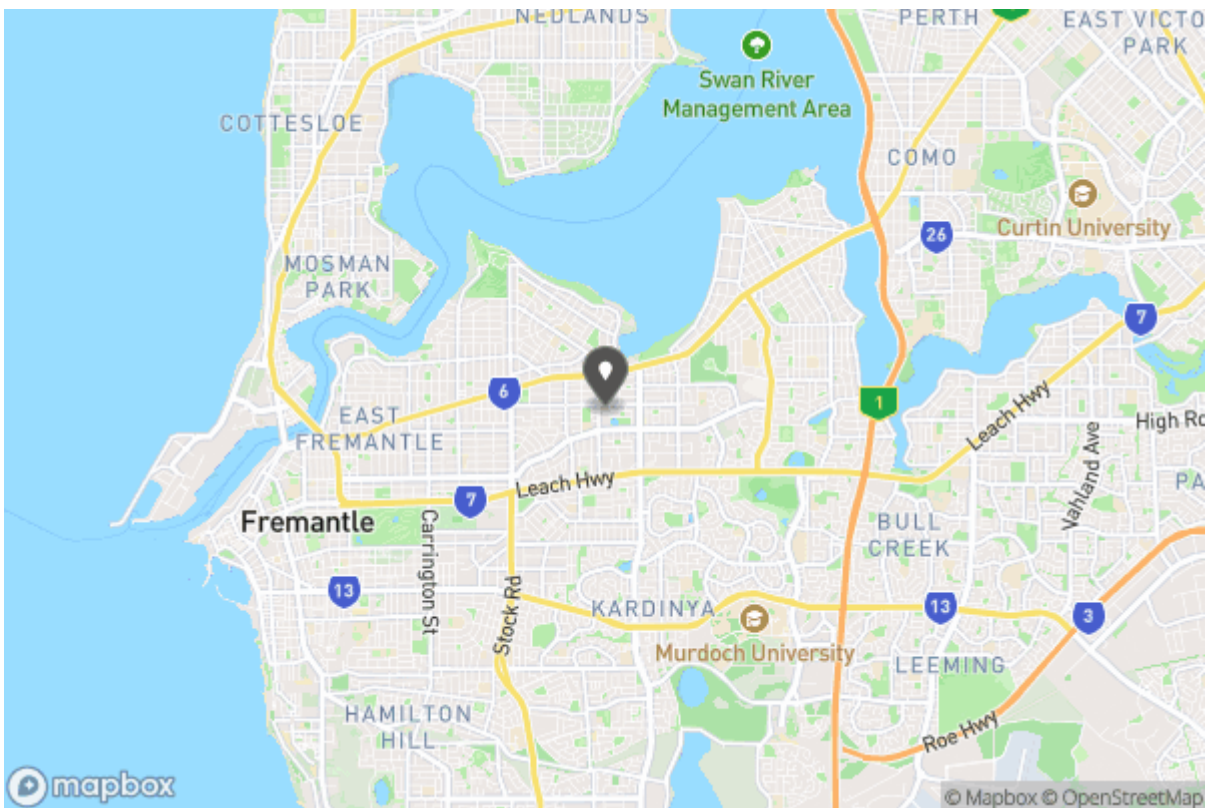 NEDLANDS
PERTH
EAST VICTO
PARK
Swan River
Management Area
COTTESLOE
COMO
Curtin University
26
MOSMAN
PARK
7
6
1
EAST
FREMANTLE
Leach Hwy
High Ro
Leach Hwy
7
Vahland Ave
PA
Fremantle
Carrington St
BULL
CREEK
13
Stock Rd
KARDINYA
13
3
Murdoch University
LEEMING
HAMILTON
HILL
Roe Hwy
mapbox
© Mapbox © OpenStreetMap